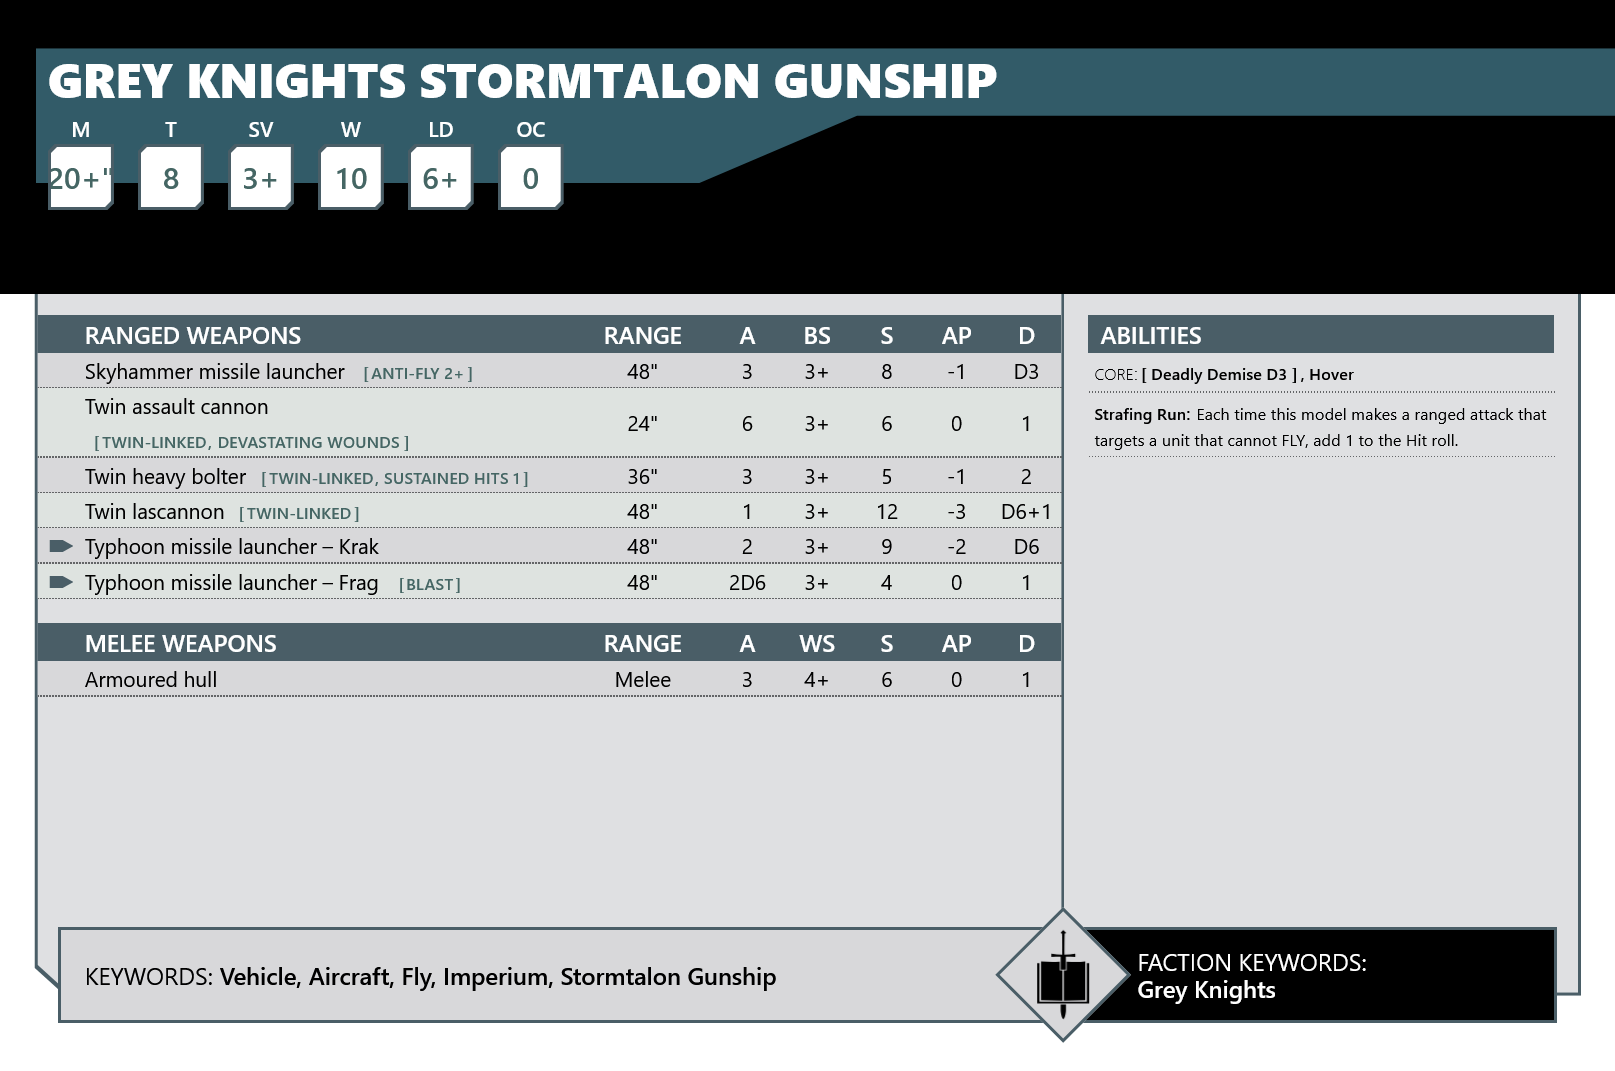 GREY KNIGHTS STORMTALON GUNSHIP
M T SV W LD OC
20+" 8 3+ 10 6+ 0
RANGED WEAPONS RANGE A BS S AP D
Skyhammer missile launcher [ANTI-FLY 2+] 48" 3 3+ 8 -1 D3
Twin assault cannon
[TWIN-LINKED, DEVASTATING WOUNDS] 24" 6 3+ 6 0 1
Twin heavy bolter [TWIN-LINKED, SUSTAINED HITS 1] 36" 3 3+ 5 -1 2
Twin lascannon [TWIN-LINKED] 48" 1 3+ 12 -3 D6+1
Typhoon missile launcher – Krak 48" 2 3+ 9 -2 D6
Typhoon missile launcher – Frag [BLAST] 48" 2D6 3+ 4 0 1
MELEE WEAPONS RANGE A WS S AP D
Armoured hull Melee 3 4+ 6 0 1
ABILITIES
CORE: [ Deadly Demise D3 ] , Hover
Strafing Run: Each time this model makes a ranged attack that
targets a unit that cannot FLY, add 1 to the Hit roll.
KEYWORDS: Vehicle, Aircraft, Fly, Imperium, Stormtalon Gunship
FACTION KEYWORDS:
Grey Knights